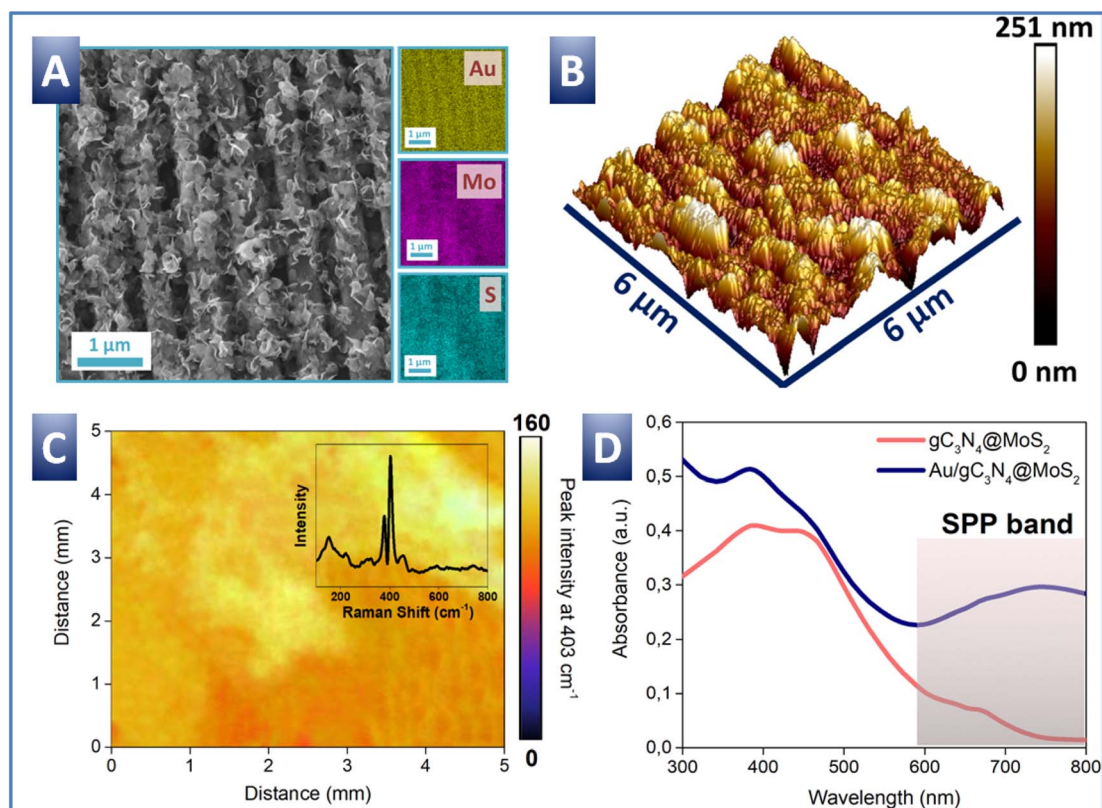 A
1 µm
Au
1 µm
Mo
1 µm
S
1 µm
B
6 µm
6 µm
251 nm
0 nm
C
5
4
3
2
1
0
Distance (mm)
0 1 2 3 4 5
Distance (mm)
Intensity
200 400 600 800
Raman Shift (cm⁻¹)
160
0
Peak intensity at 403 cm⁻¹
D
0,6
0,5
0,4
0,3
0,2
0,1
0,0
Absorbance (a.u.)
gC₃N₄@MoS₂
Au/gC₃N₄@MoS₂
SPP band
300 400 500 600 700 800
Wavelength (nm)